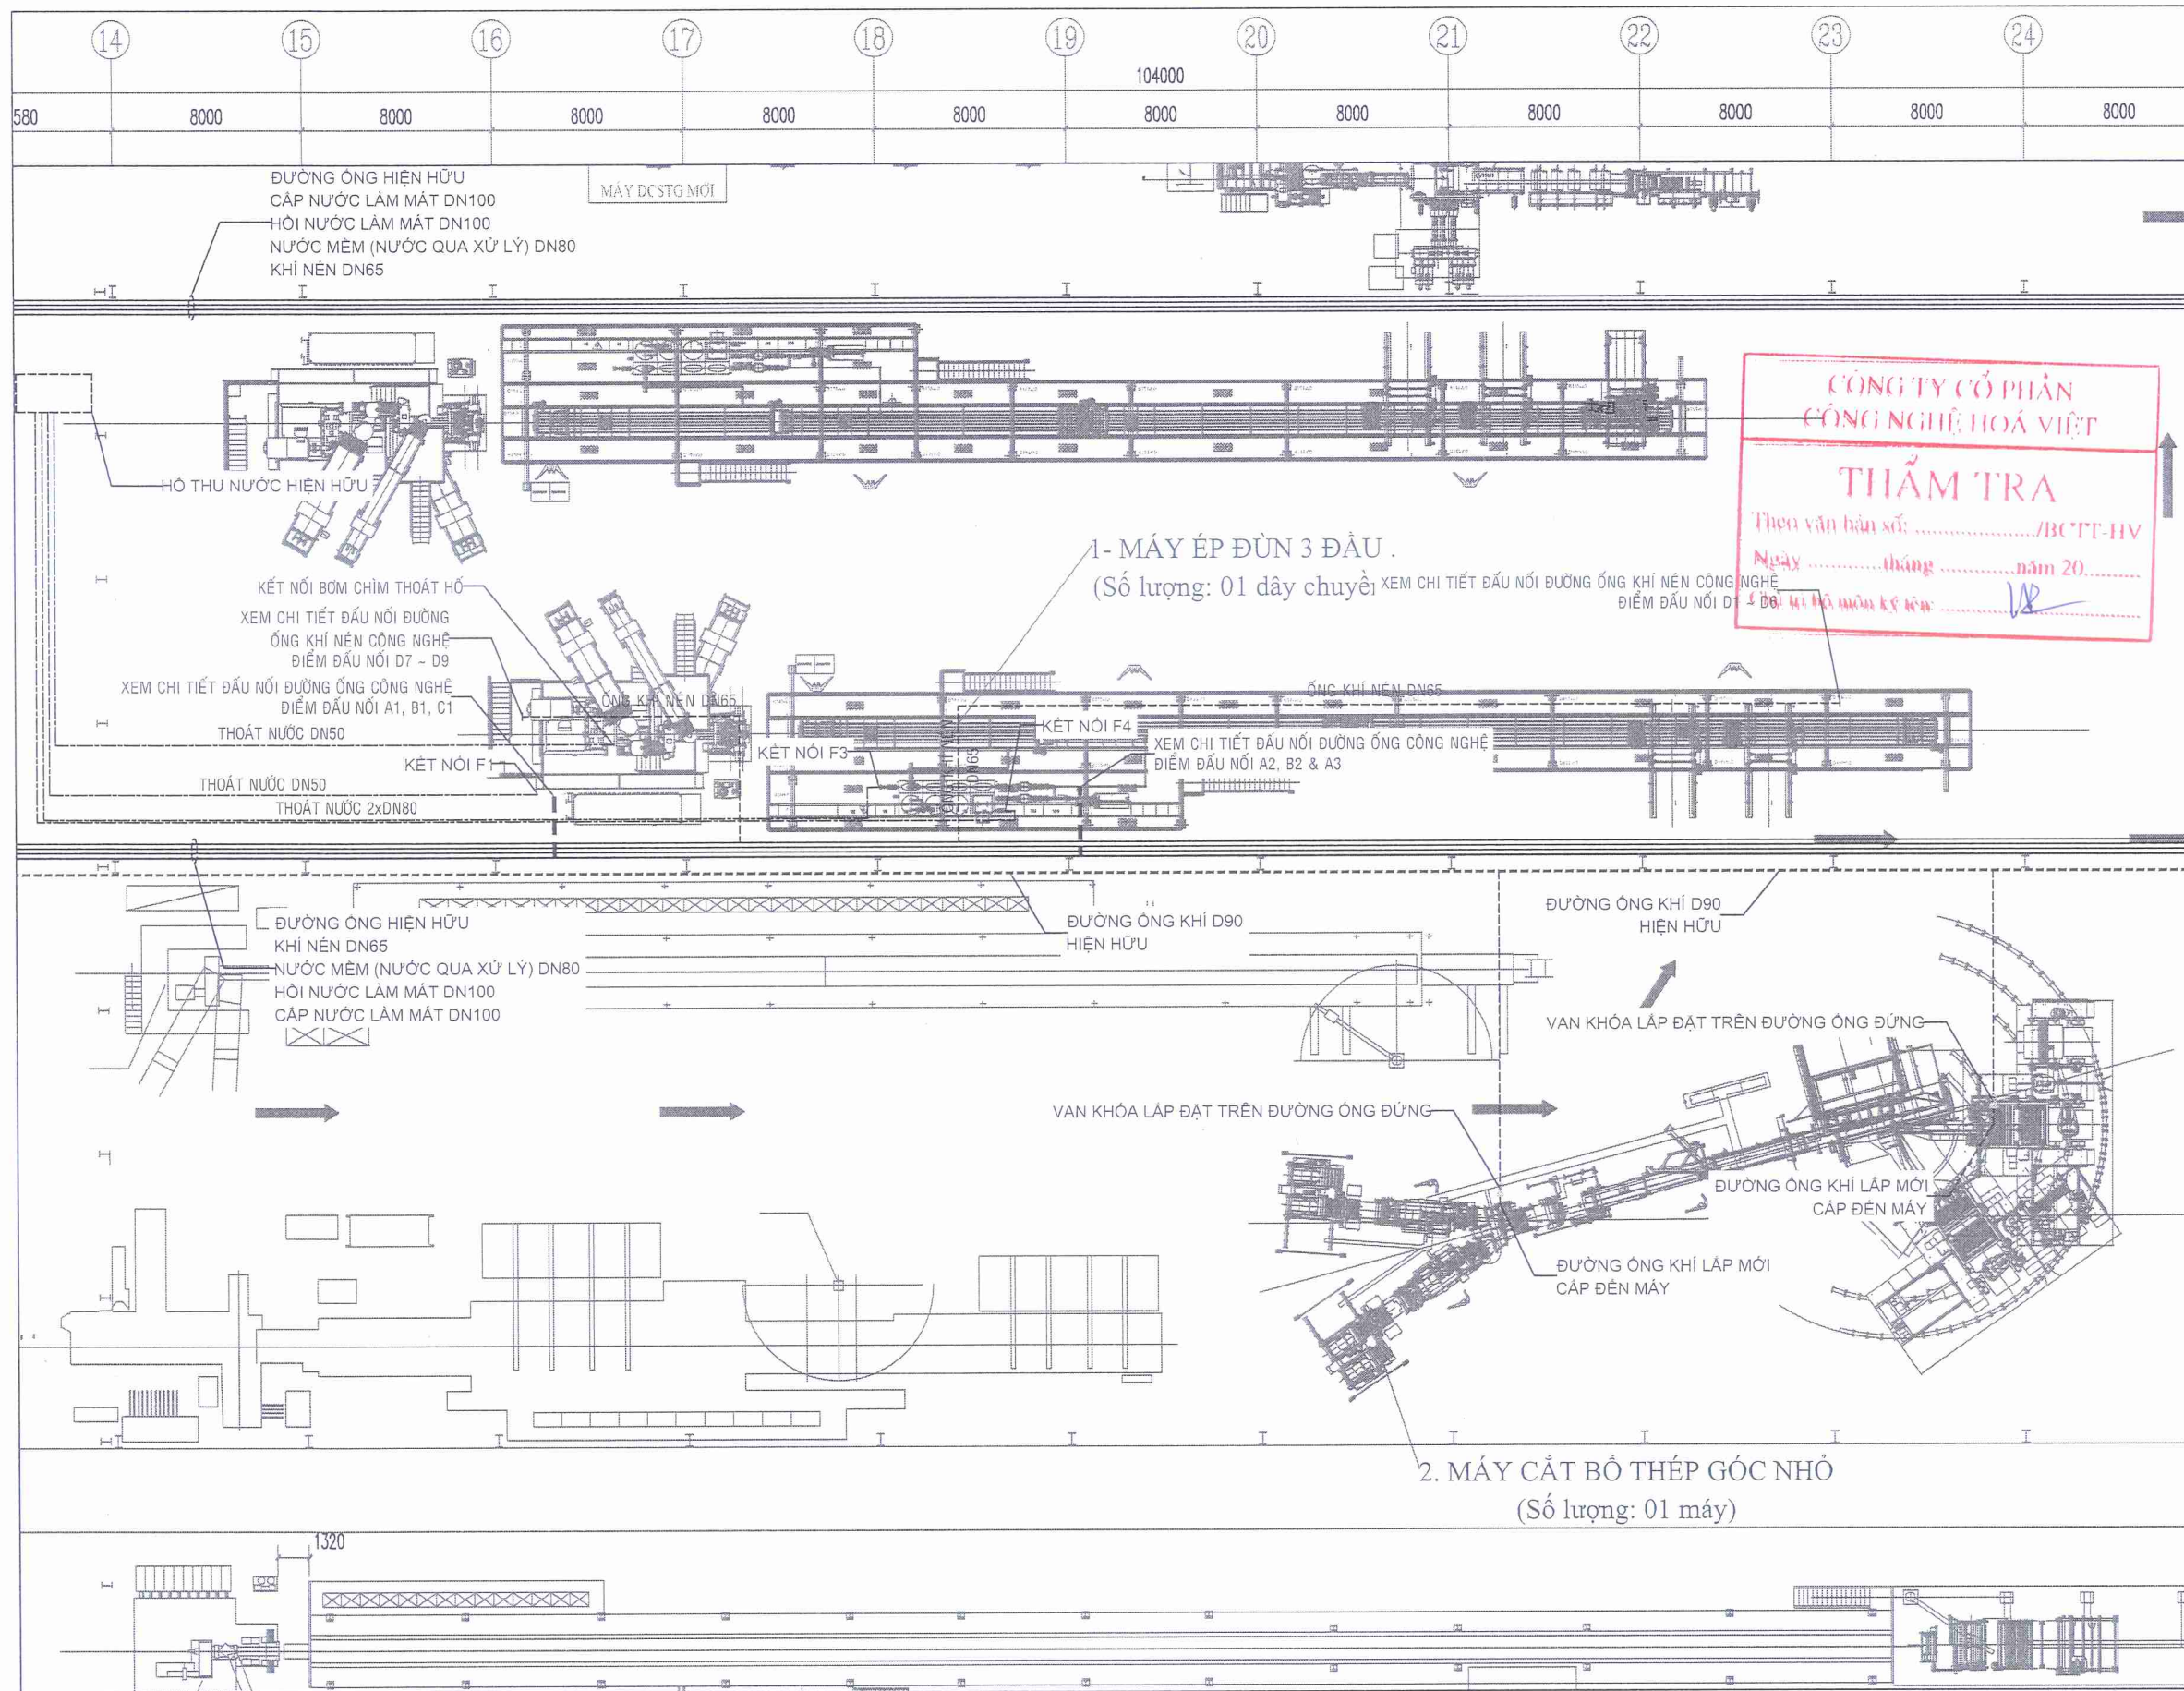 14 15 16 17 18 19 20 21 22 23 24
104000
580 8000 8000 8000 8000 8000 8000 8000 8000 8000 8000 8000
ĐƯỜNG ỐNG HIỆN HỮU
CẤP NƯỚC LÀM MÁT DN100
HỒI NƯỚC LÀM MÁT DN100
NƯỚC MỀM (NƯỚC QUA XỬ LÝ) DN80
KHÍ NÉN DN65
MÁY DCSTG MỚI
HỐ THU NƯỚC HIỆN HỮU
CÔNG TY CỔ PHẦN
CÔNG NGHỆ HOÁ VIỆT
THẨM TRA
Theo văn bản số: ................/BCTT-HV
Ngày ............tháng ............năm 20.........
1- MÁY ÉP ĐÙN 3 ĐẦU .
(Số lượng: 01 dây chuyề
XEM CHI TIẾT ĐẤU NỐI ĐƯỜNG ỐNG KHÍ NÉN CÔNG NGHỆ
ĐIỂM ĐẤU NỐI D1 ~ D6
KẾT NỐI BƠM CHÌM THOÁT HỐ
XEM CHI TIẾT ĐẤU NỐI ĐƯỜNG
ỐNG KHÍ NÉN CÔNG NGHỆ
ĐIỂM ĐẤU NỐI D7 ~ D9
XEM CHI TIẾT ĐẤU NỐI ĐƯỜNG ỐNG CÔNG NGHỆ
ĐIỂM ĐẤU NỐI A1, B1, C1
THOÁT NƯỚC DN50
KẾT NỐI F1
THOÁT NƯỚC DN50
THOÁT NƯỚC 2xDN80
ỐNG KHÍ NÉN DN65
ỐNG KHÍ NÉN DN65
KẾT NỐI F3
KẾT NỐI F4
ỐNG KHÍ NÉN
DN65
XEM CHI TIẾT ĐẤU NỐI ĐƯỜNG ỐNG CÔNG NGHỆ
ĐIỂM ĐẤU NỐI A2, B2 & A3
ĐƯỜNG ỐNG HIỆN HỮU
KHÍ NÉN DN65
NƯỚC MỀM (NƯỚC QUA XỬ LÝ) DN80
HỒI NƯỚC LÀM MÁT DN100
CẤP NƯỚC LÀM MÁT DN100
ĐƯỜNG ỐNG KHÍ D90
HIỆN HỮU
ĐƯỜNG ỐNG KHÍ D90
HIỆN HỮU
VAN KHÓA LẮP ĐẶT TRÊN ĐƯỜNG ỐNG ĐỨNG
VAN KHÓA LẮP ĐẶT TRÊN ĐƯỜNG ỐNG ĐỨNG
ĐƯỜNG ỐNG KHÍ LẮP MỚI
CẤP ĐẾN MÁY
ĐƯỜNG ỐNG KHÍ LẮP MỚI
CẤP ĐẾN MÁY
2. MÁY CẮT BỐ THÉP GÓC NHỎ
(Số lượng: 01 máy)
1320